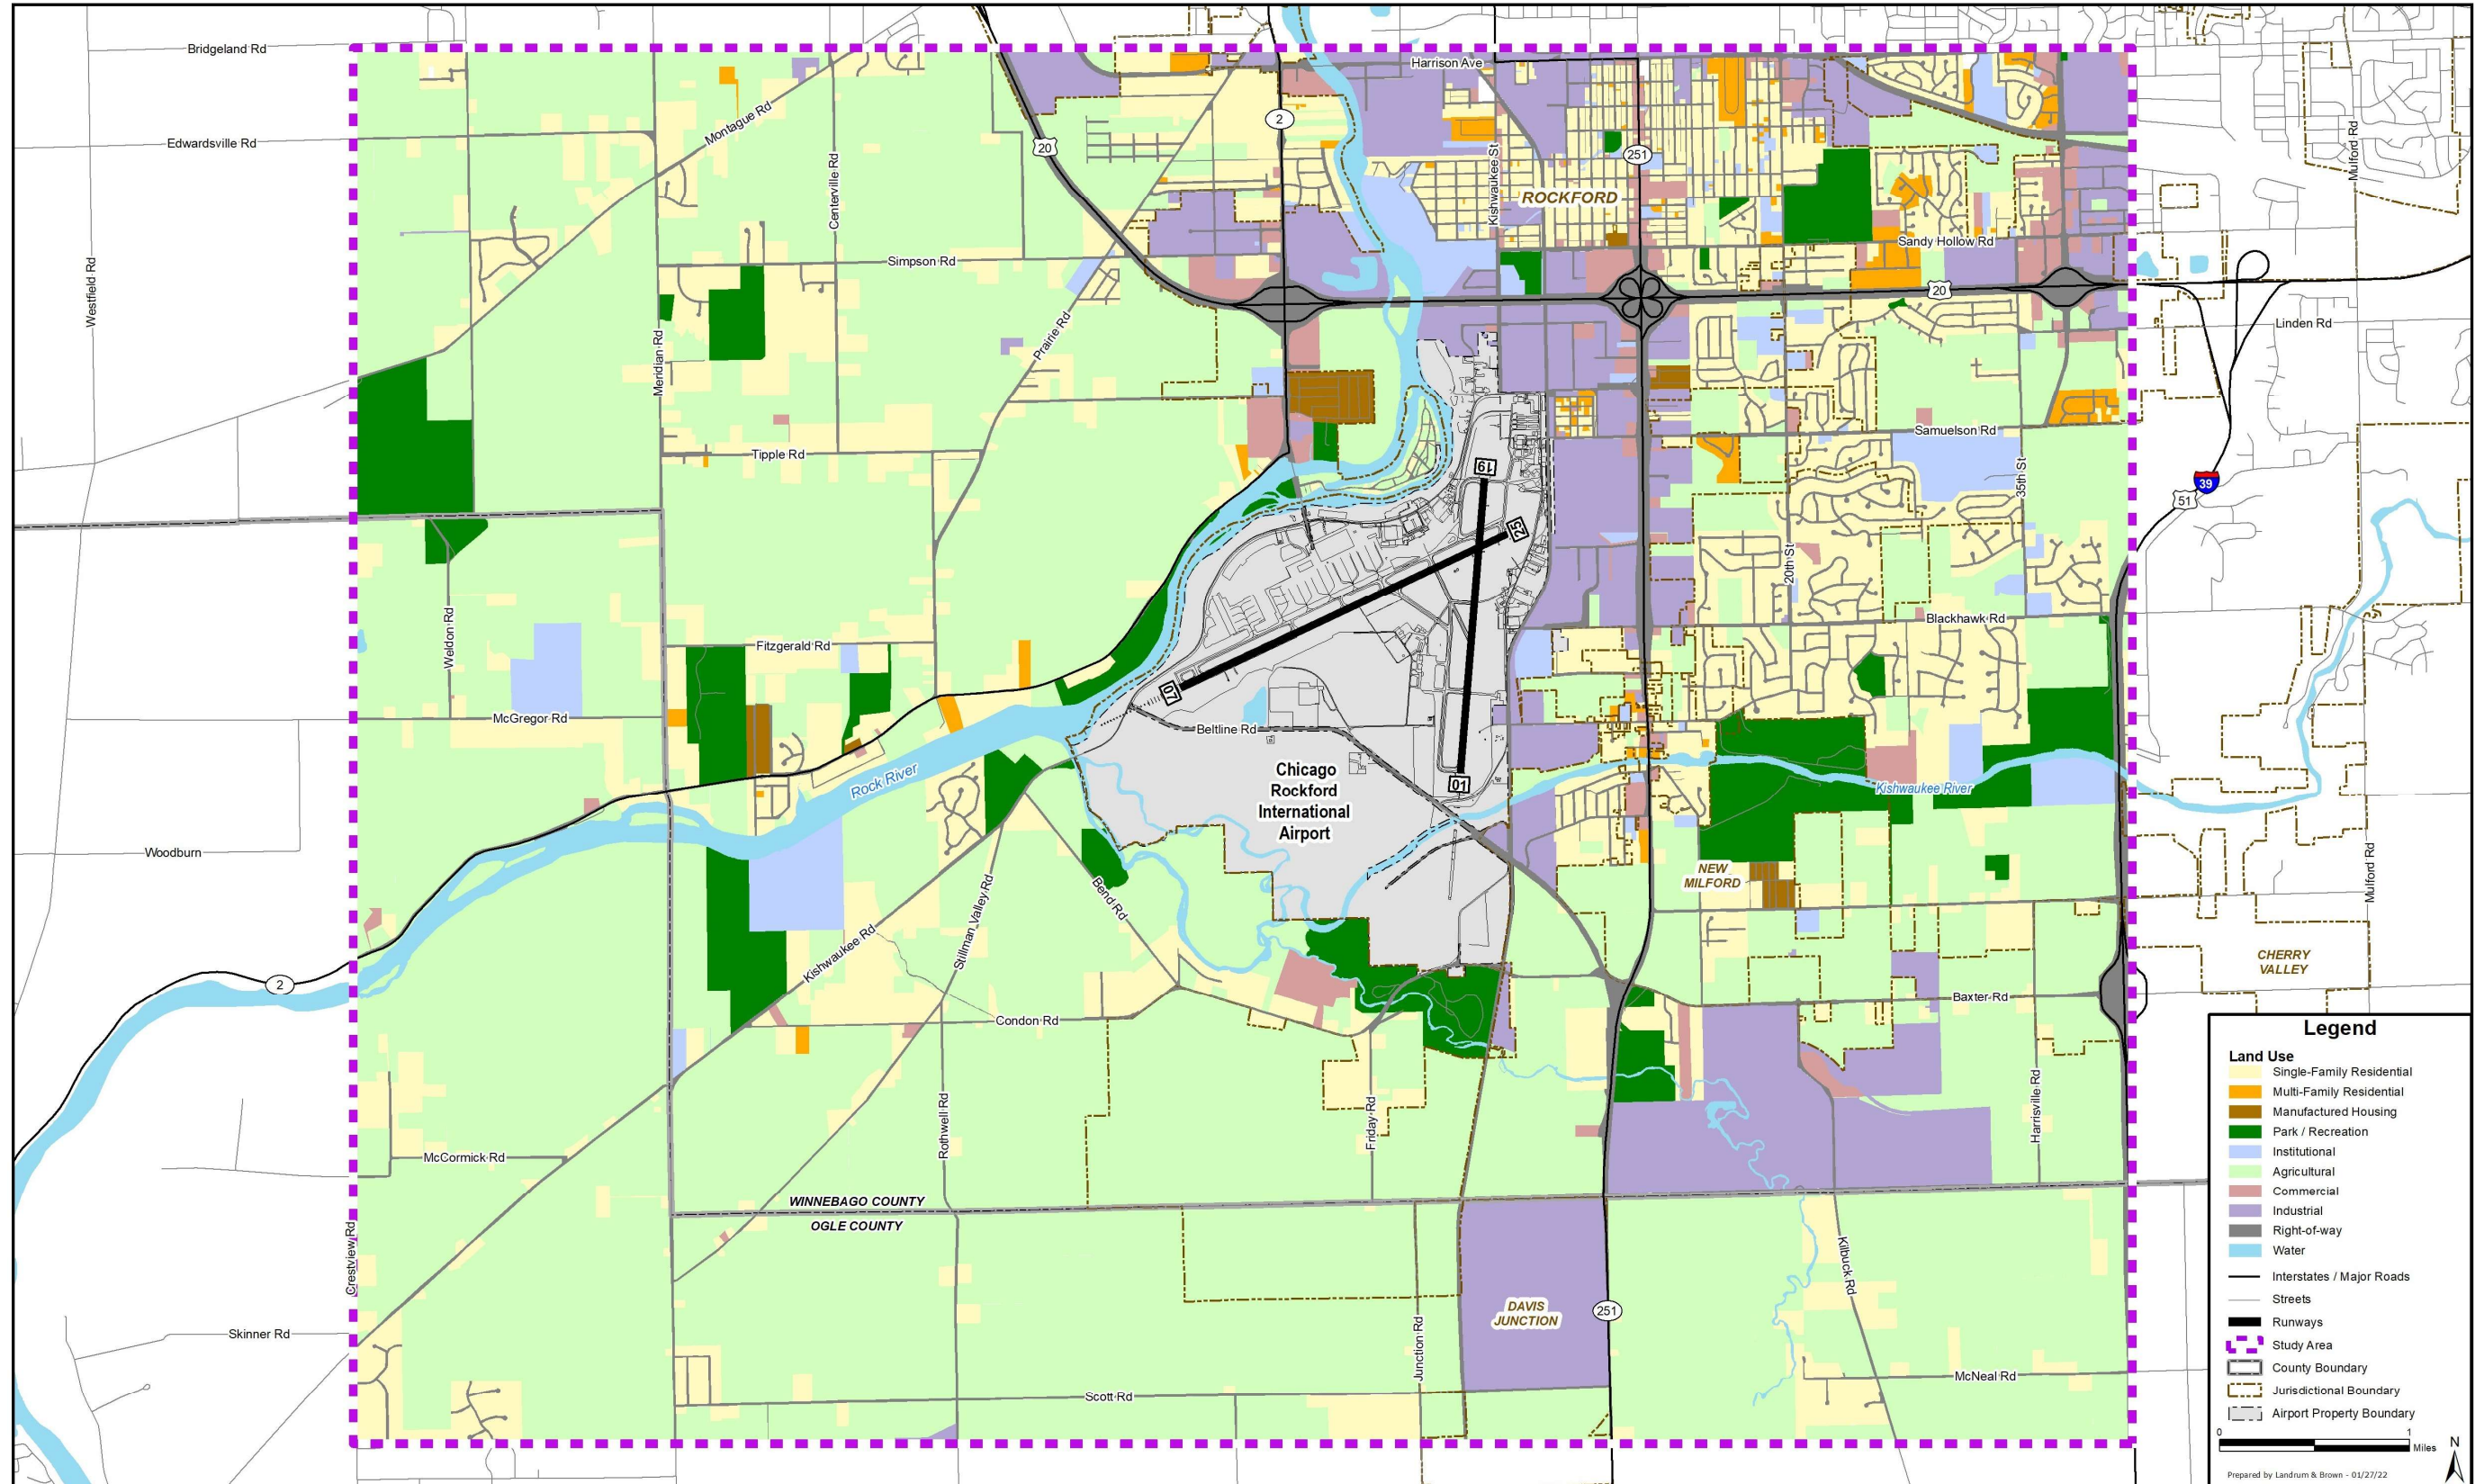 Bridgeland Rd
Harrison Ave
Montague Rd
2
Edwardsville Rd
20
251
Mulford Rd
Centerville Rd
Kishwaukee St
ROCKFORD
Sandy Hollow Rd
Simpson Rd
Westfield Rd
20
Linden Rd
Prairie Rd
Meridian Rd
Samuelson Rd
Tipple Rd
19
35th St
39
51
25
20th St
Blackhawk Rd
Weldon Rd
Fitzgerald Rd
07
McGregor Rd
Beltline Rd
Rock River
Chicago
Rockford
International
Airport
01
Kishwaukee River
Woodburn
NEW
MILFORD
Mulford Rd
Bend Rd
Stillman Valley Rd
Kishwaukee Rd
CHERRY
VALLEY
2
Baxter Rd
Condon Rd
Rothwell Rd
Friday Rd
Harrisville Rd
McCormick Rd
WINNEBAGO COUNTY
OGLE COUNTY
Crestview Rd
Kilbuck Rd
DAVIS
JUNCTION
251
Skinner Rd
Junction Rd
McNeal Rd
Scott Rd
Legend
Land Use
Single-Family Residential
Multi-Family Residential
Manufactured Housing
Park / Recreation
Institutional
Agricultural
Commercial
Industrial
Right-of-way
Water
Interstates / Major Roads
Streets
Runways
Study Area
County Boundary
Jurisdictional Boundary
Airport Property Boundary
0 1
Miles
N
Prepared by Landrum & Brown - 01/27/22